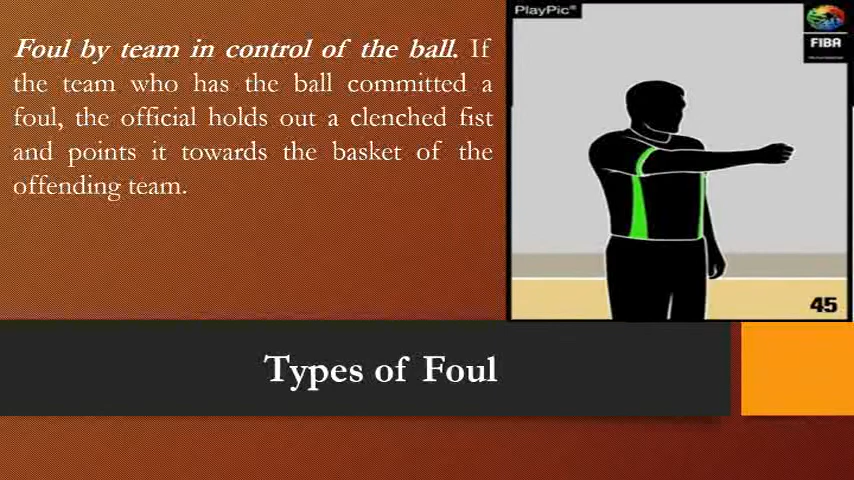 Foul by team in control of the ball. If
the team who has the ball committed a
foul, the official holds out a clenched fist
and points it towards the basket of the
offending team.
PlayPic®
FIBA
45
Types of Foul